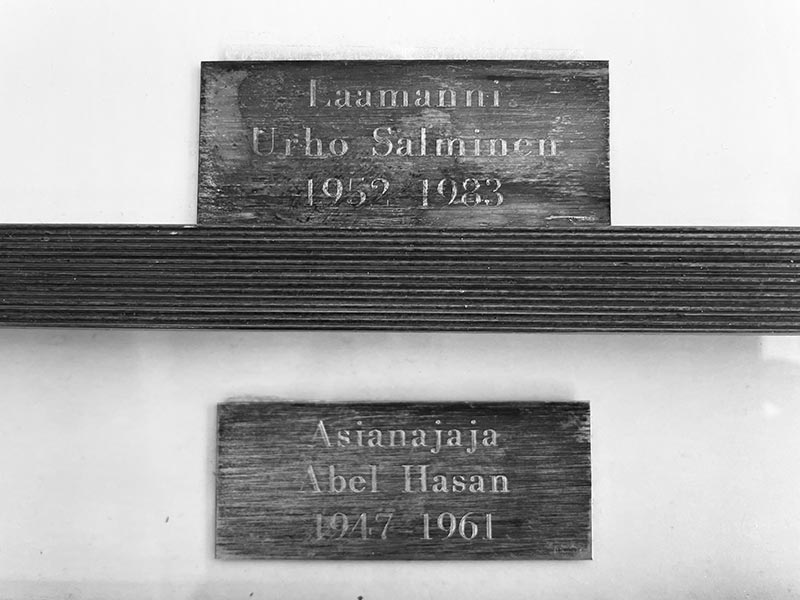 Laamanni
Urho Salminen
1952 1983
Asianajaja
Abel Hasan
1947 1961